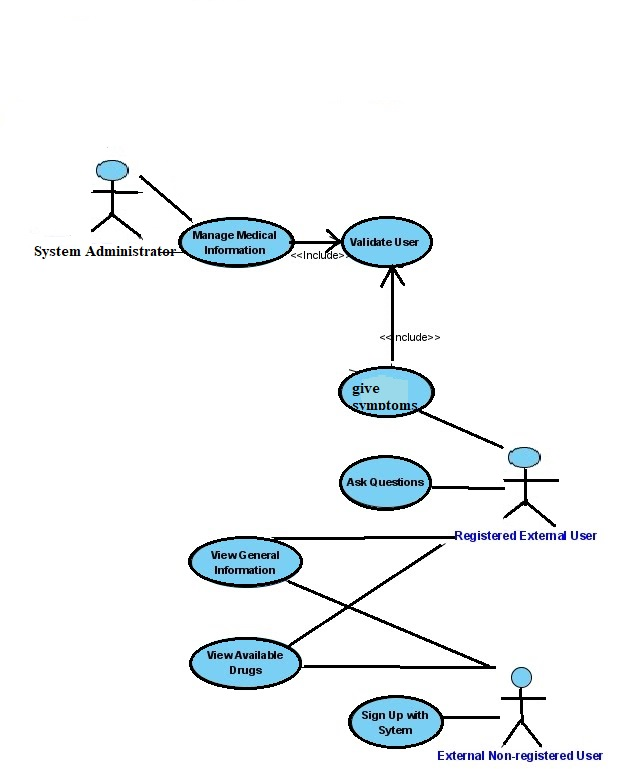 System Administrator
Manage Medical
Information
<<Include>
Validate User
<<Include>>
give
symptoms
Ask Questions
Registered External User
View General
Information
View Available
Drugs
Sign Up with
Sytem
External Non-registered User